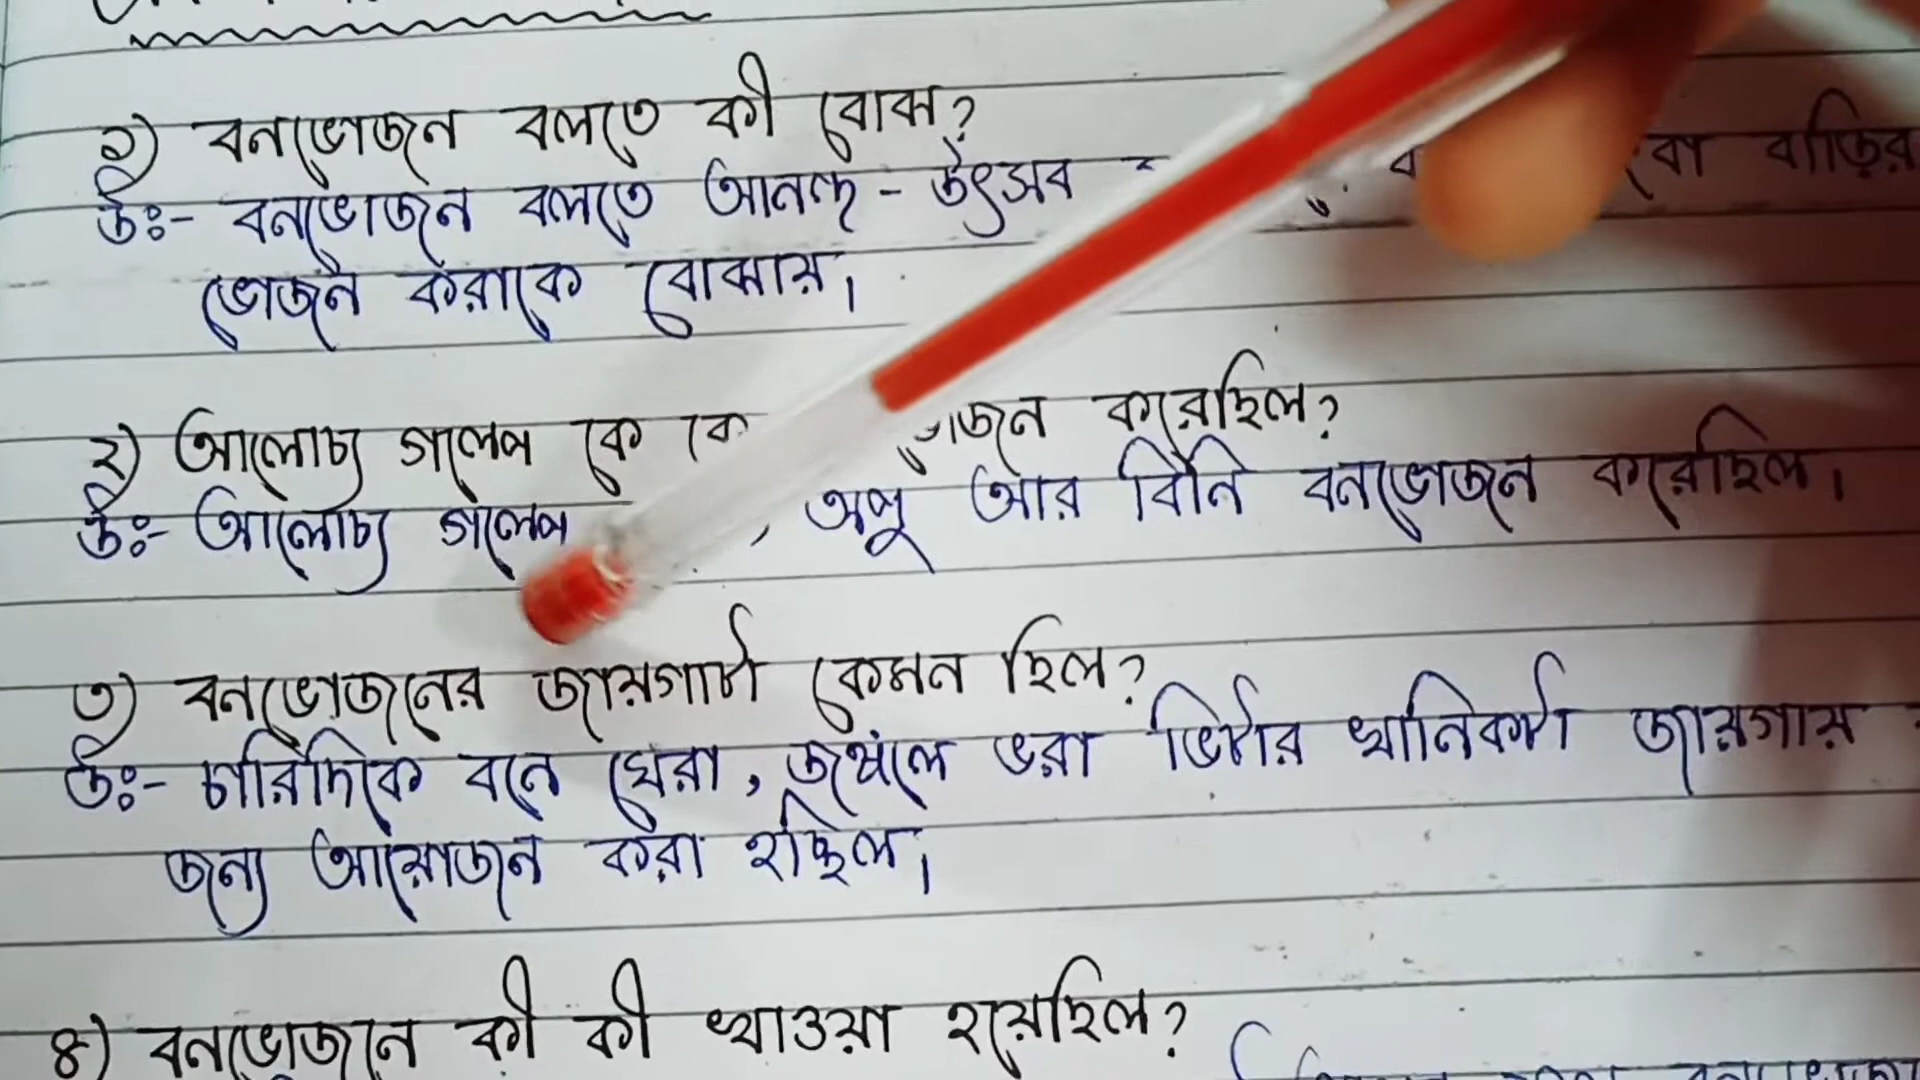 ১) বনভোজন বলতে কী বোঝ?
উঃ- বনভোজন বলতে আনন্দ - উৎসব বাড়ির
ভোজন করাকে বোঝায়।
২) আলোচ্য গল্পে কে কে করেছিল?
উঃ- আলোচ্য গল্পে , অপু আর বিনি বনভোজন করেছিল।
৩) বনভোজনের জায়গাটা কেমন ছিল?
উঃ- চারিদিকে বনে ঘেরা, জঙ্গলে ভরা ভিটার খানিকটা জায়গায়
জন্য আয়োজন করা হচ্ছিল।
৪) বনভোজনে কী কী খাওয়া হয়েছিল?